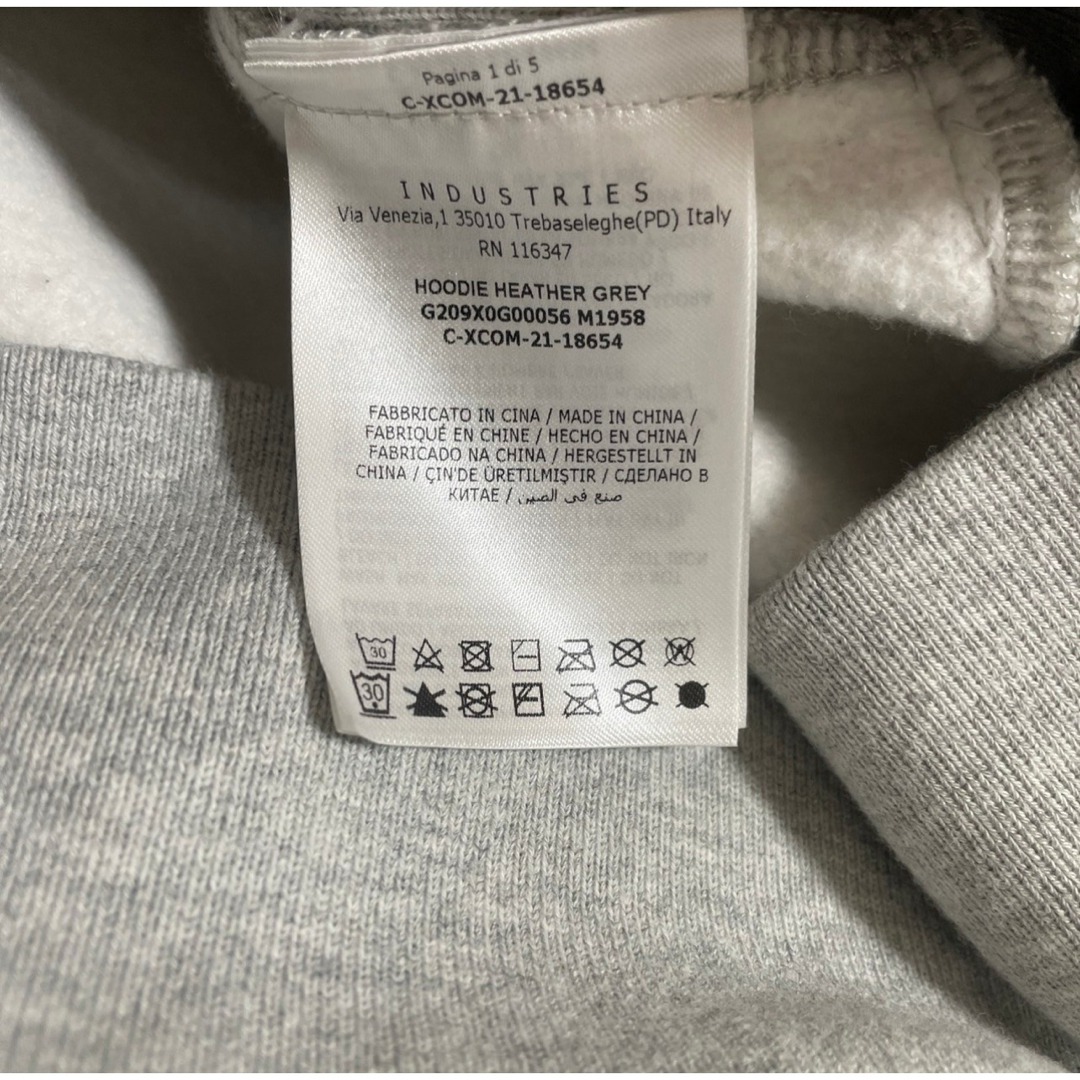 Pagina 1 di 5
C-XCOM-21-18654
INDUSTRIES
Via Venezia,1 35010 Trebaseleghe(PD) Italy
RN 116347
HOODIE HEATHER GREY
G209X0G00056 M1958
C-XCOM-21-18654
FABBRICATO IN CINA / MADE IN CHINA /
FABRIQUÉ EN CHINE / HECHO EN CHINA /
FABRICADO NA CHINA / HERGESTELLT IN
CHINA / ÇIN'DE ÜRETILMIŞTIR / СДЕЛАНО В
КИТАЕ / صنع في الصين
30 W
30